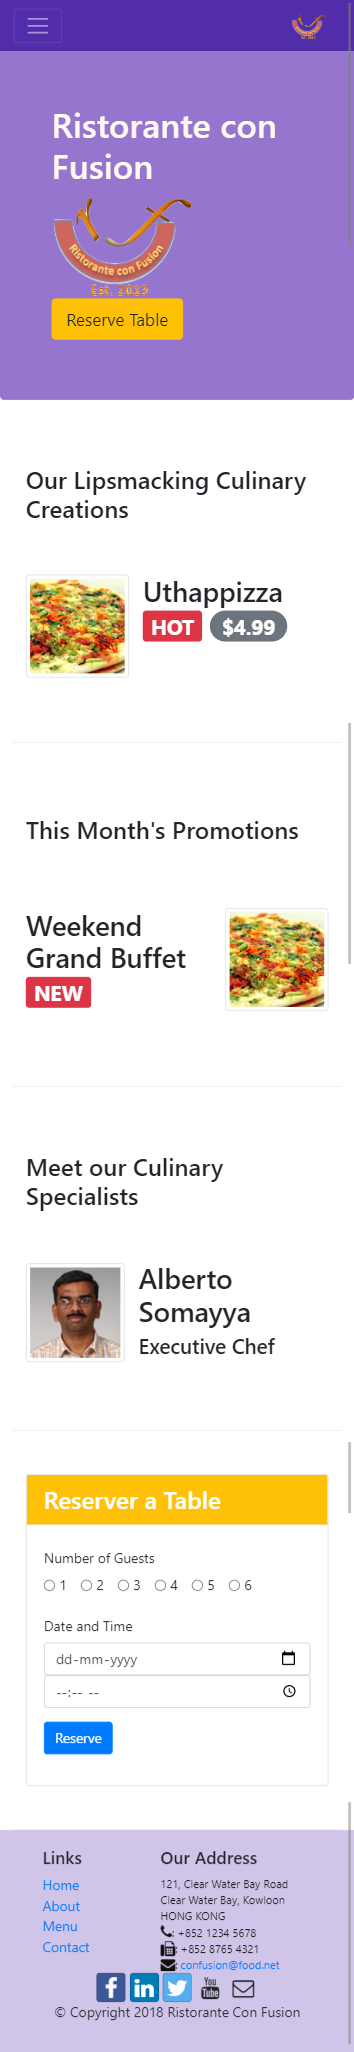 Ristorante con
Fusion
Ristorante con Fusion
Est. 2013
Reserve Table
Our Lipsmacking Culinary
Creations
Uthappizza
HOT $4.99
This Month's Promotions
Weekend
Grand Buffet
NEW
Meet our Culinary
Specialists
Alberto
Somayya
Executive Chef
Reserver a Table
Number of Guests
1 2 3 4 5 6
Date and Time
dd-mm-yyyy
--:-- --
Reserve
Links
Home
About
Menu
Contact
Our Address
121, Clear Water Bay Road
Clear Water Bay, Kowloon
HONG KONG
: +852 1234 5678
: +852 8765 4321
: confusion@food.net
f in You Tube
© Copyright 2018 Ristorante Con Fusion